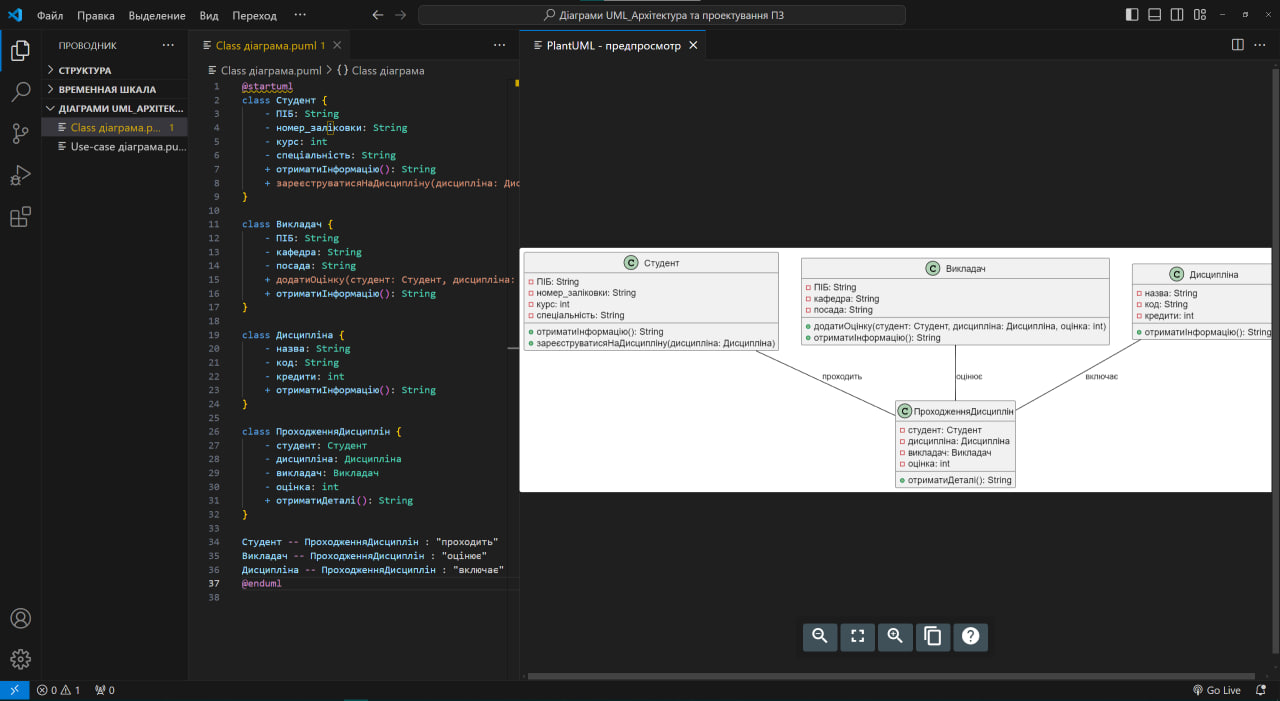 Файл Правка Выделение Вид Переход ···
Діаграми UML_Архітектура та проектування ПЗ
ПРОВОДНИК ···
СТРУКТУРА
ВРЕМЕННАЯ ШКАЛА
ДІАГРАМИ UML_АРХІТЕК...
Class діаграма.p... 1
Use-case діаграма.pu...
Class діаграма.puml 1
Class діаграма.puml > {} Class діаграма
1 @startuml
2 class Студент {
3 - ПІБ: String
4 - номер_заліковки: String
5 - курс: int
6 - спеціальність: String
7 + отриматиІнформацію(): String
8 + зареєструватисяНаДисципліну(дисципліна: Дис
9 }
10
11 class Викладач {
12 - ПІБ: String
13 - кафедра: String
14 - посада: String
15 + додатиОцінку(студент: Студент, дисципліна:
16 + отриматиІнформацію(): String
17 }
18
19 class Дисципліна {
20 - назва: String
21 - код: String
22 - кредити: int
23 + отриматиІнформацію(): String
24 }
25
26 class ПроходженняДисциплін {
27 - студент: Студент
28 - дисципліна: Дисципліна
29 - викладач: Викладач
30 - оцінка: int
31 + отриматиДеталі(): String
32 }
33
34 Студент -- ПроходженняДисциплін : "проходить"
35 Викладач -- ПроходженняДисциплін : "оцінює"
36 Дисципліна -- ПроходженняДисциплін : "включає"
37 @enduml
38
PlantUML - предпросмотр
C Студент
ПІБ: String
номер_заліковки: String
курс: int
спеціальність: String
отриматиІнформацію(): String
зареєструватисяНаДисципліну(дисципліна: Дисципліна)
C Викладач
ПІБ: String
кафедра: String
посада: String
додатиОцінку(студент: Студент, дисципліна: Дисципліна, оцінка: int)
отриматиІнформацію(): String
C Дисципліна
назва: String
код: String
кредити: int
отриматиІнформацію(): String
проходить
оцінює
включає
C ПроходженняДисциплін
студент: Студент
дисципліна: Дисципліна
викладач: Викладач
оцінка: int
отриматиДеталі(): String
0 1 0
Go Live